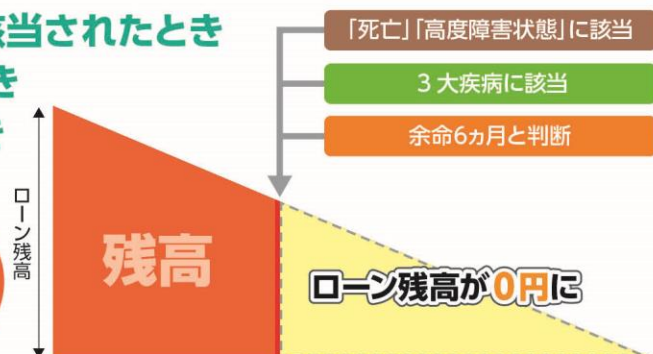 該当されたとき
き
「死亡」「高度障害状態」に該当
3大疾病に該当
余命6ヵ月と判断
ローン残高
残高
ローン残高が0円に